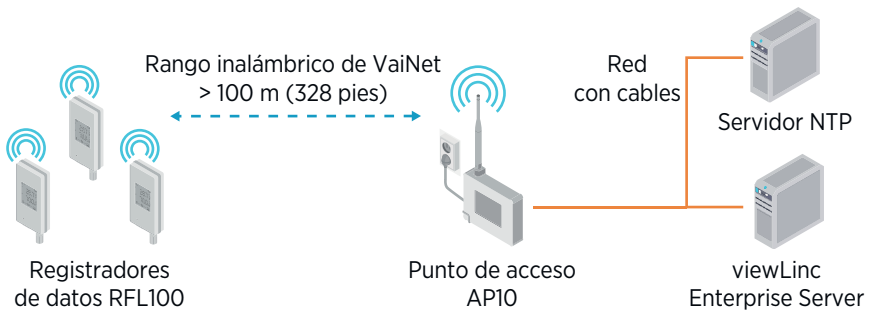 Rango inalámbrico de VaiNet
> 100 m (328 pies)
Red
con cables
Servidor NTP
Registradores
de datos RFL100
Punto de acceso
AP10
viewLinc
Enterprise Server